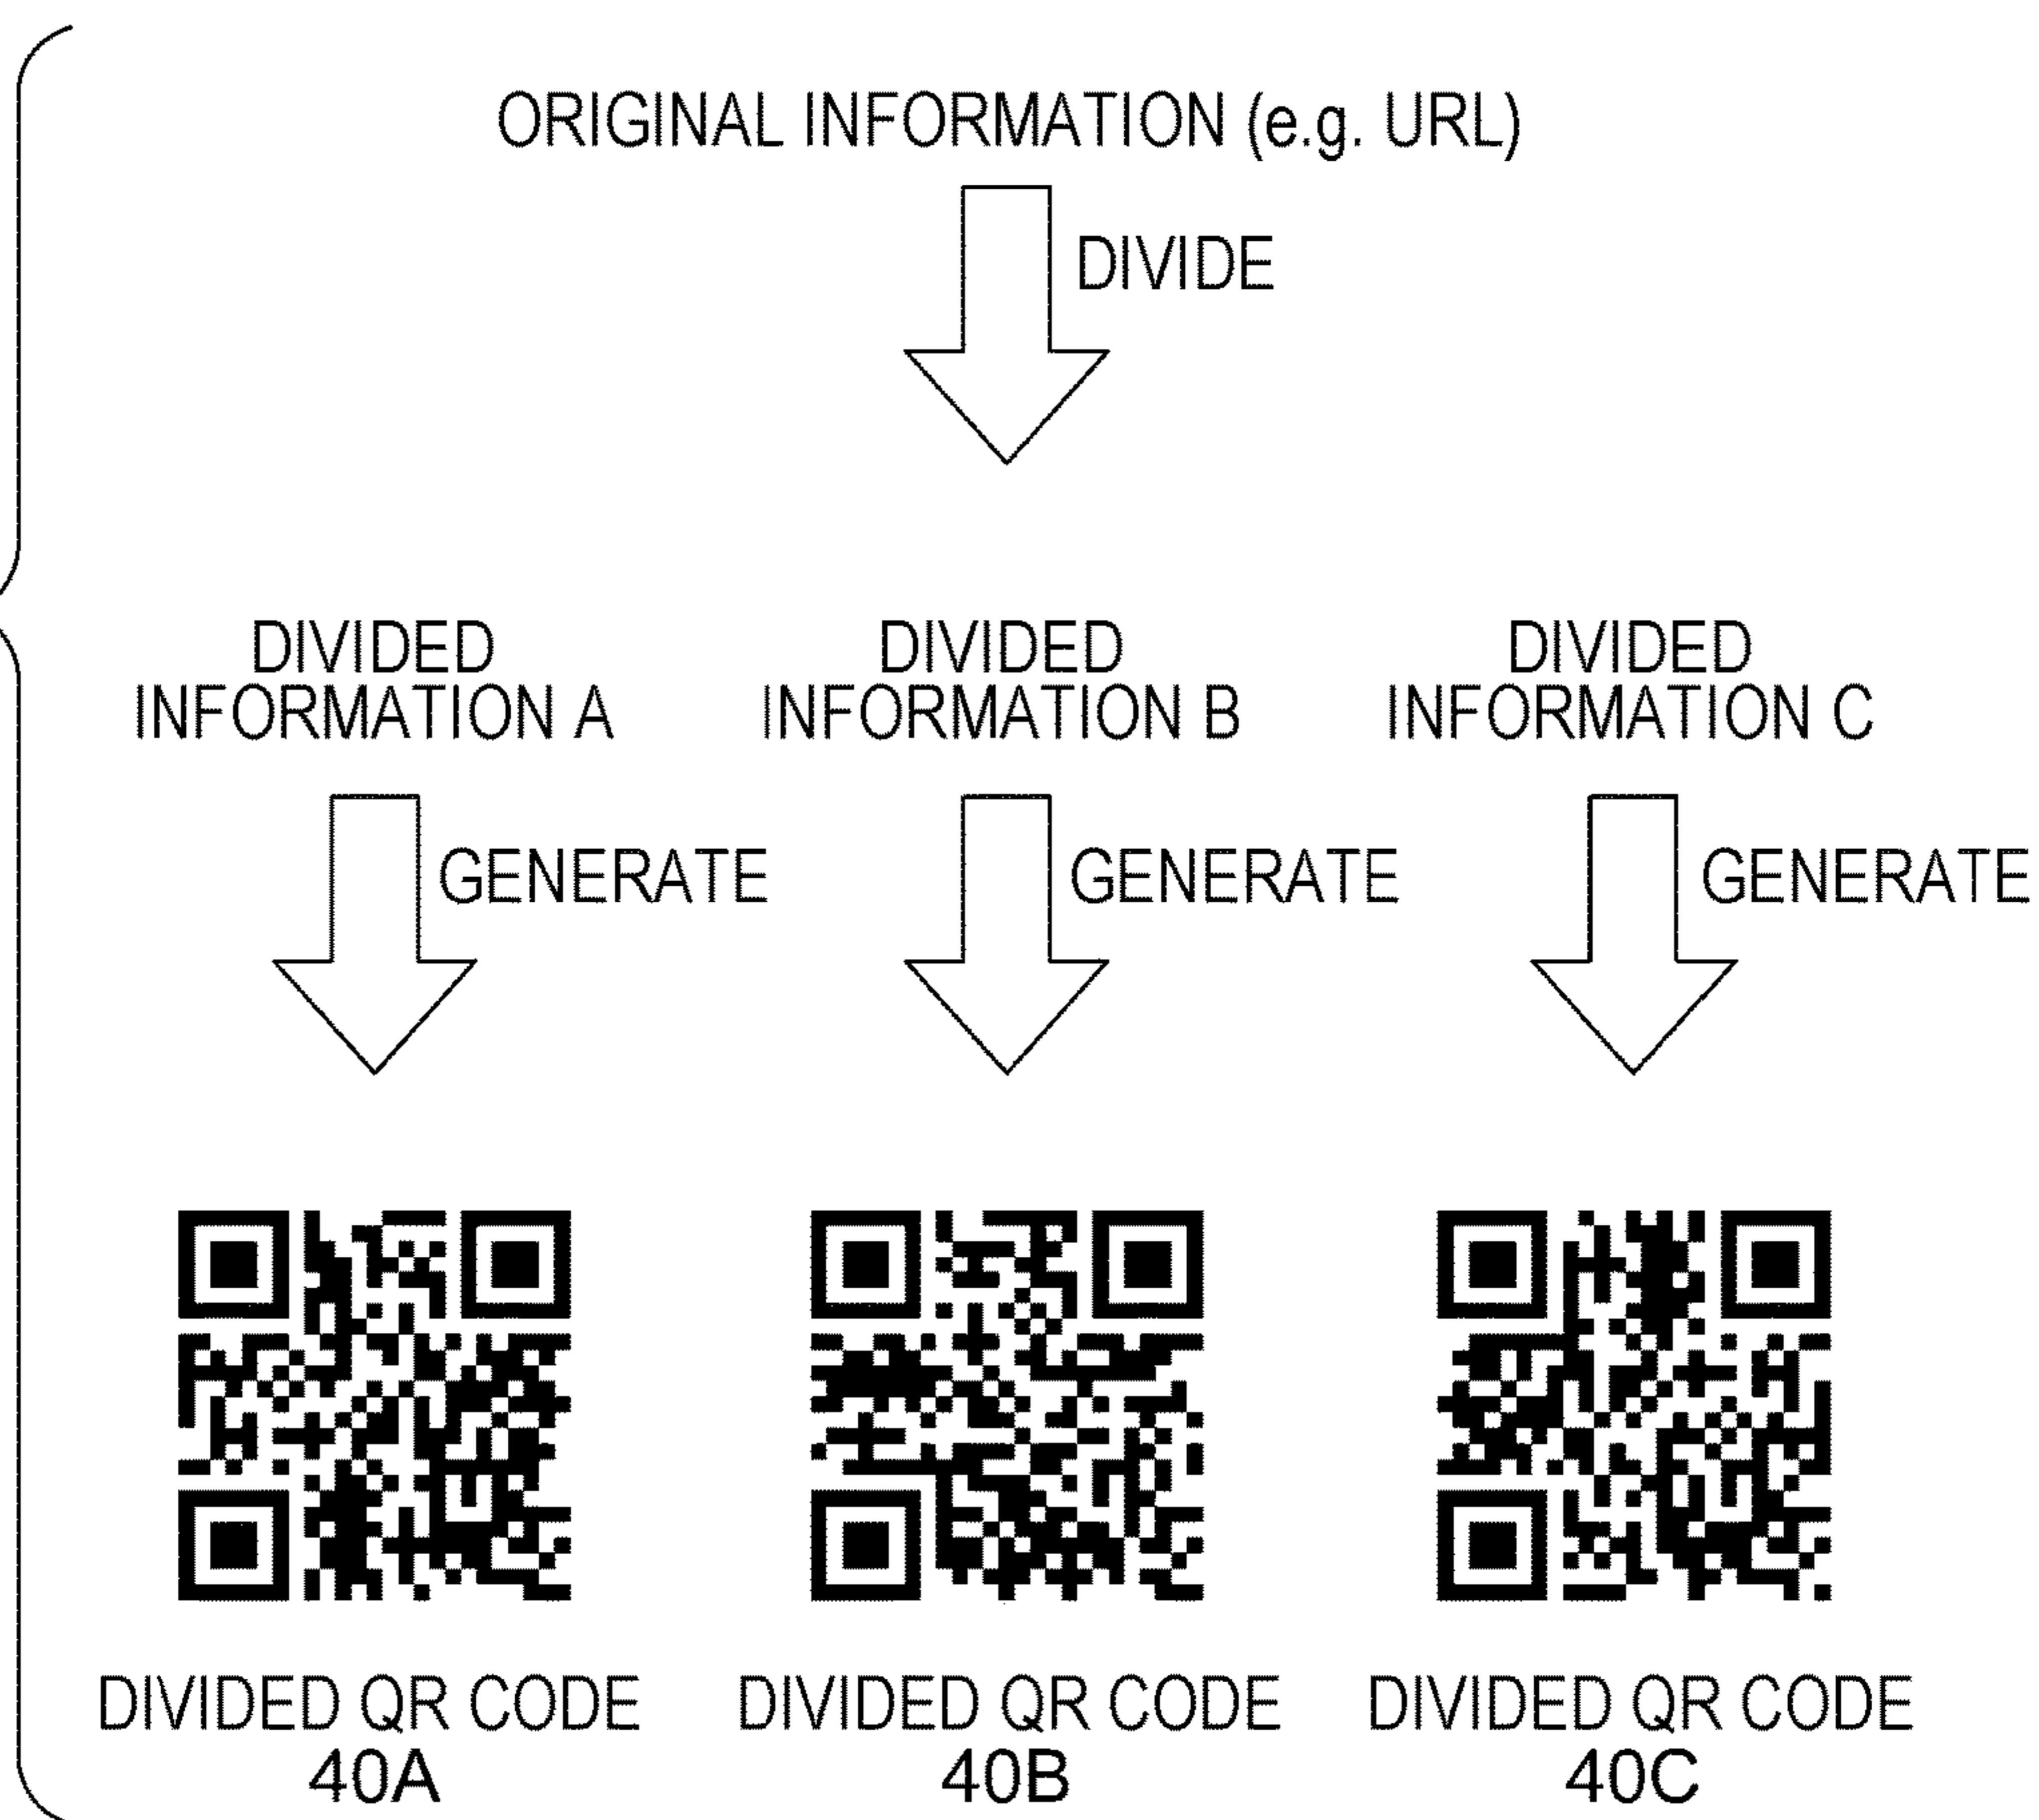 ORIGINAL INFORMATION (e.g. URL)
DIVIDE
DIVIDED
INFORMATION A
DIVIDED
INFORMATION B
DIVIDED
INFORMATION C
GENERATE
GENERATE
GENERATE
DIVIDED QR CODE
40A
DIVIDED QR CODE
40B
DIVIDED QR CODE
40C